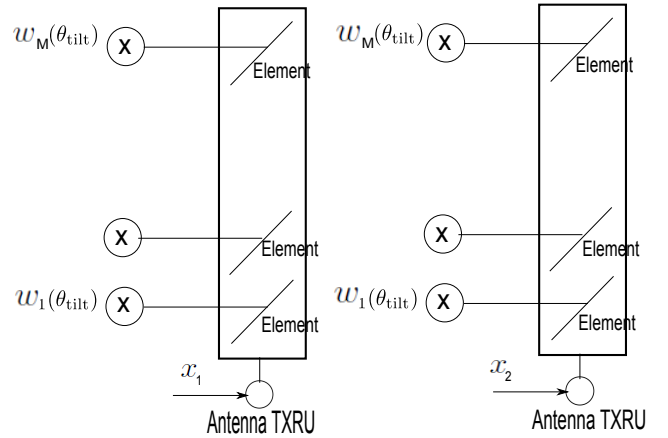 w_M(θ_tilt)
X
Element
X
Element
w_1(θ_tilt)
X
Element
x_1
Antenna TXRU
w_M(θ_tilt)
X
Element
X
Element
w_1(θ_tilt)
X
Element
x_2
Antenna TXRU